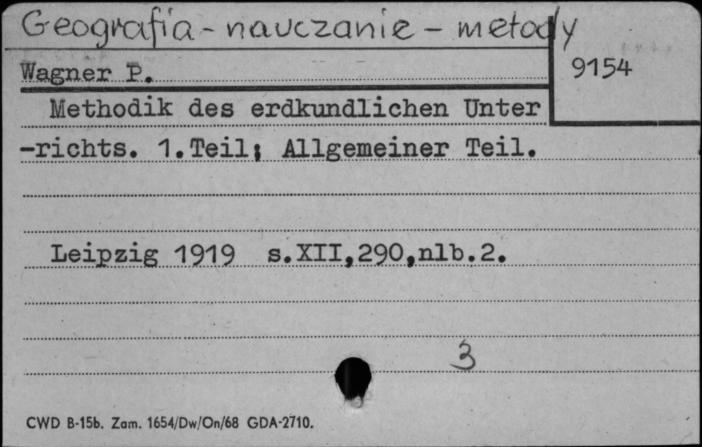 Geografia - nauczanie - metody
9154
Wagner P.
Methodik des erdkundlichen Unter
-richts. 1.Teil; Allgemeiner Teil.
Leipzig 1919 s.XII,290,nlb.2.
3
CWD B-15b. Zam. 1654/Dw/On/68 GDA-2710.